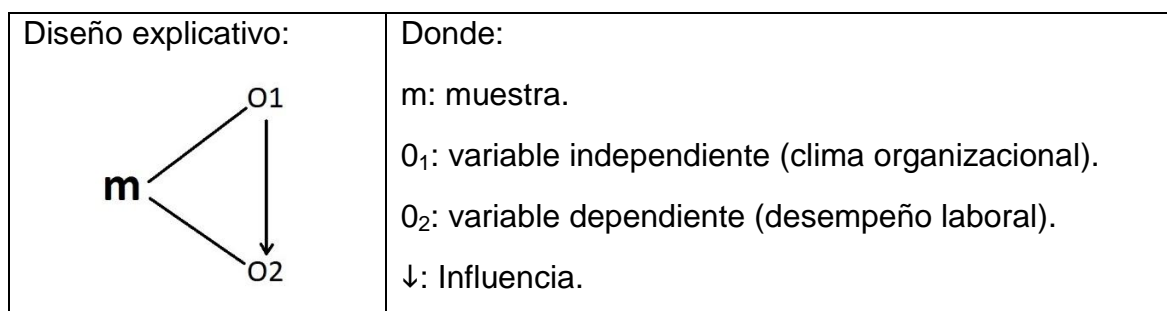 Diseño explicativo:
O1
m
O2
Donde:
m: muestra.
0₁: variable independiente (clima organizacional).
0₂: variable dependiente (desempeño laboral).
↓: Influencia.